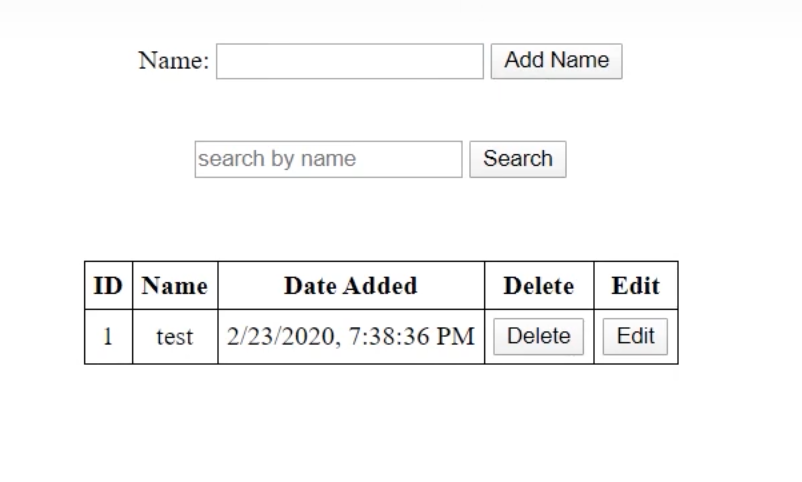 Name: Add Name
search by name Search
ID Name Date Added Delete Edit
1 test 2/23/2020, 7:38:36 PM Delete Edit